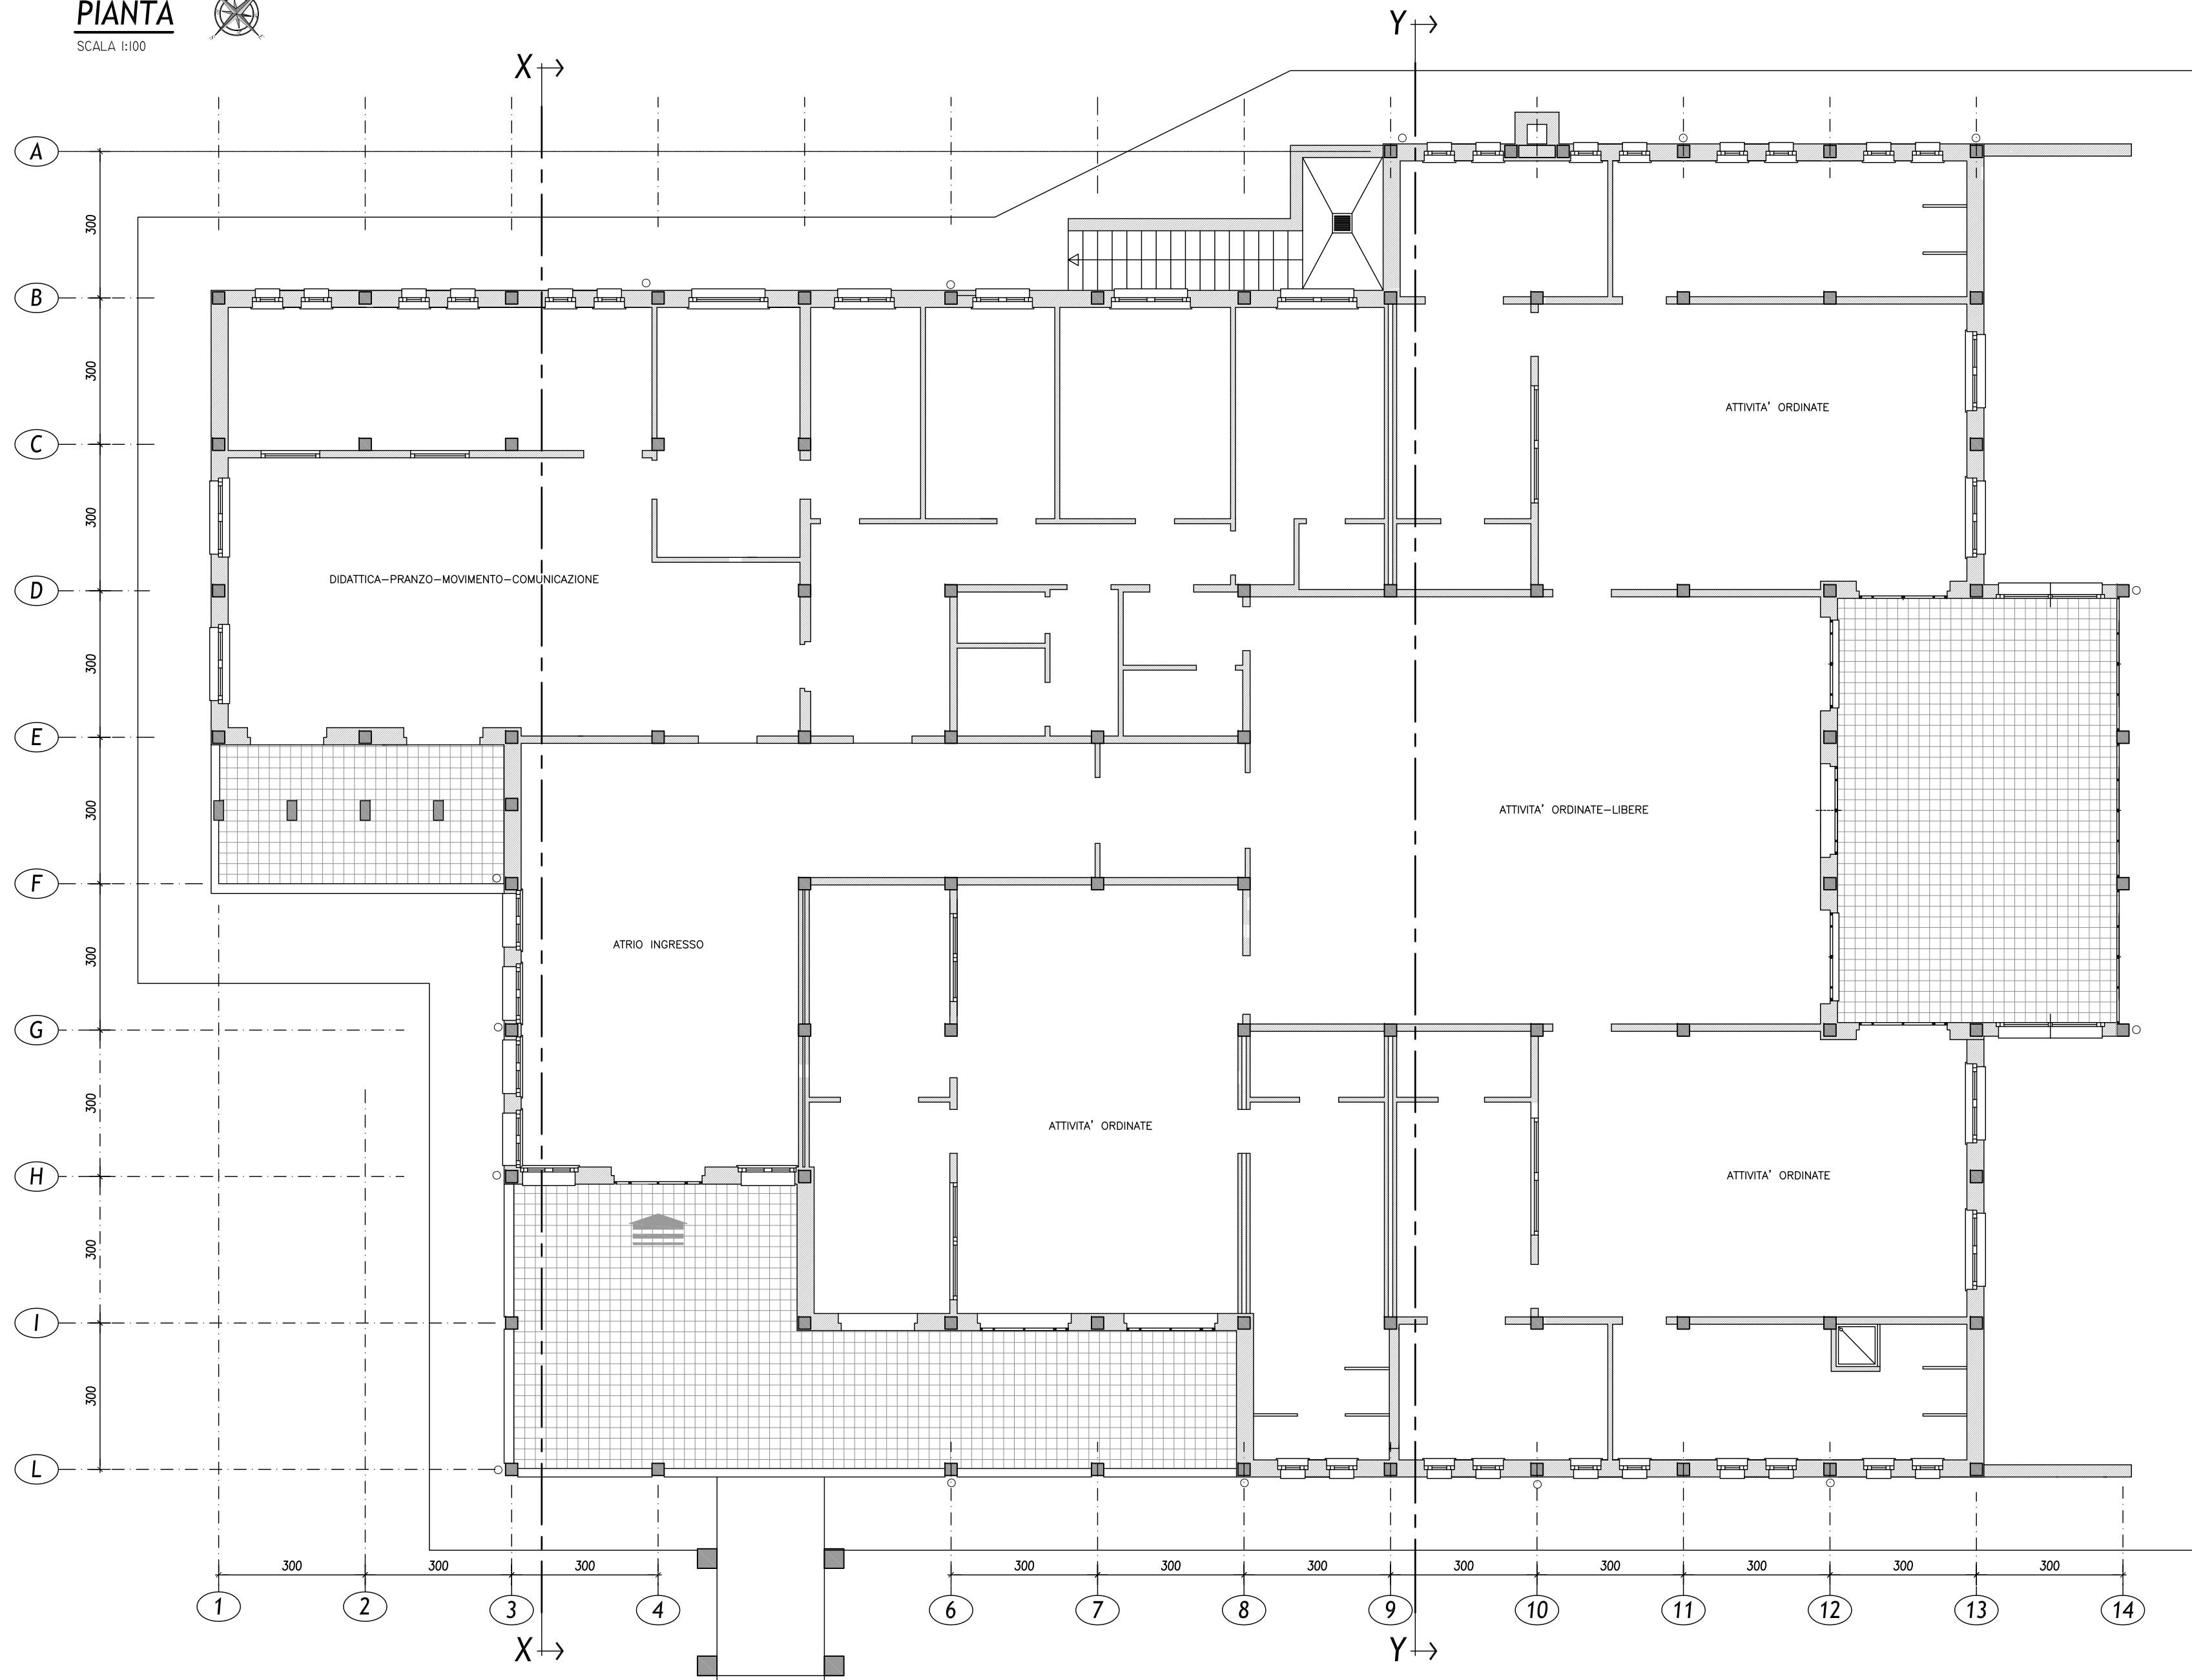 PIANTA
SCALA 1:100
X
Y
A
300
B
300
C
300
D
300
E
300
F
300
G
300
H
300
I
300
L
ATTIVITA' ORDINATE
DIDATTICA-PRANZO-MOVIMENTO-COMUNICAZIONE
ATTIVITA' ORDINATE-LIBERE
ATRIO INGRESSO
ATTIVITA' ORDINATE
ATTIVITA' ORDINATE
300 300 300 300 300 300 300 300 300 300 300
1 2 3 4 6 7 8 9 10 11 12 13 14
X
Y